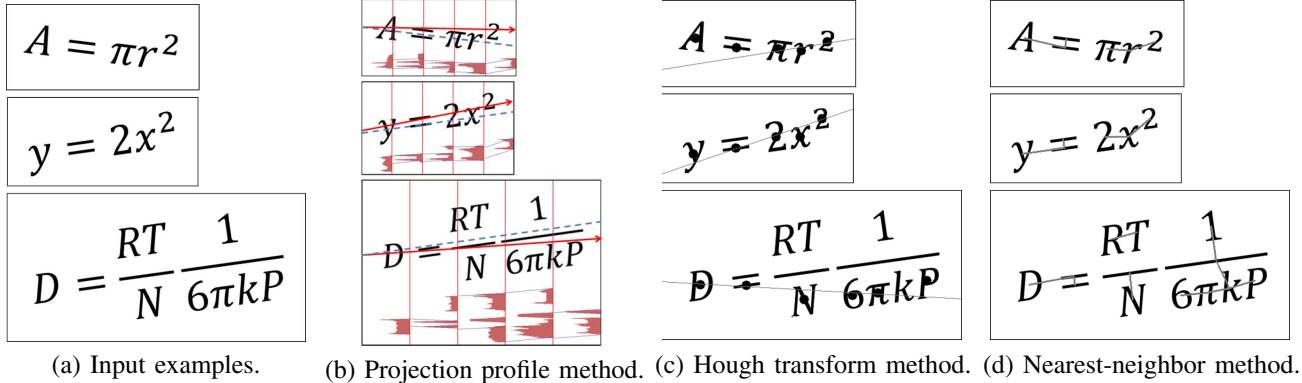 A = πr²
y = 2x²
D = RT/N 1/6πkP
(a) Input examples.
A = πr²
y = 2x²
D = RT/N 1/6πkP
(b) Projection profile method.
A = πr²
y = 2x²
D = RT/N 1/6πkP
(c) Hough transform method.
A = πr²
y = 2x²
D = RT/N 1/6πkP
(d) Nearest-neighbor method.